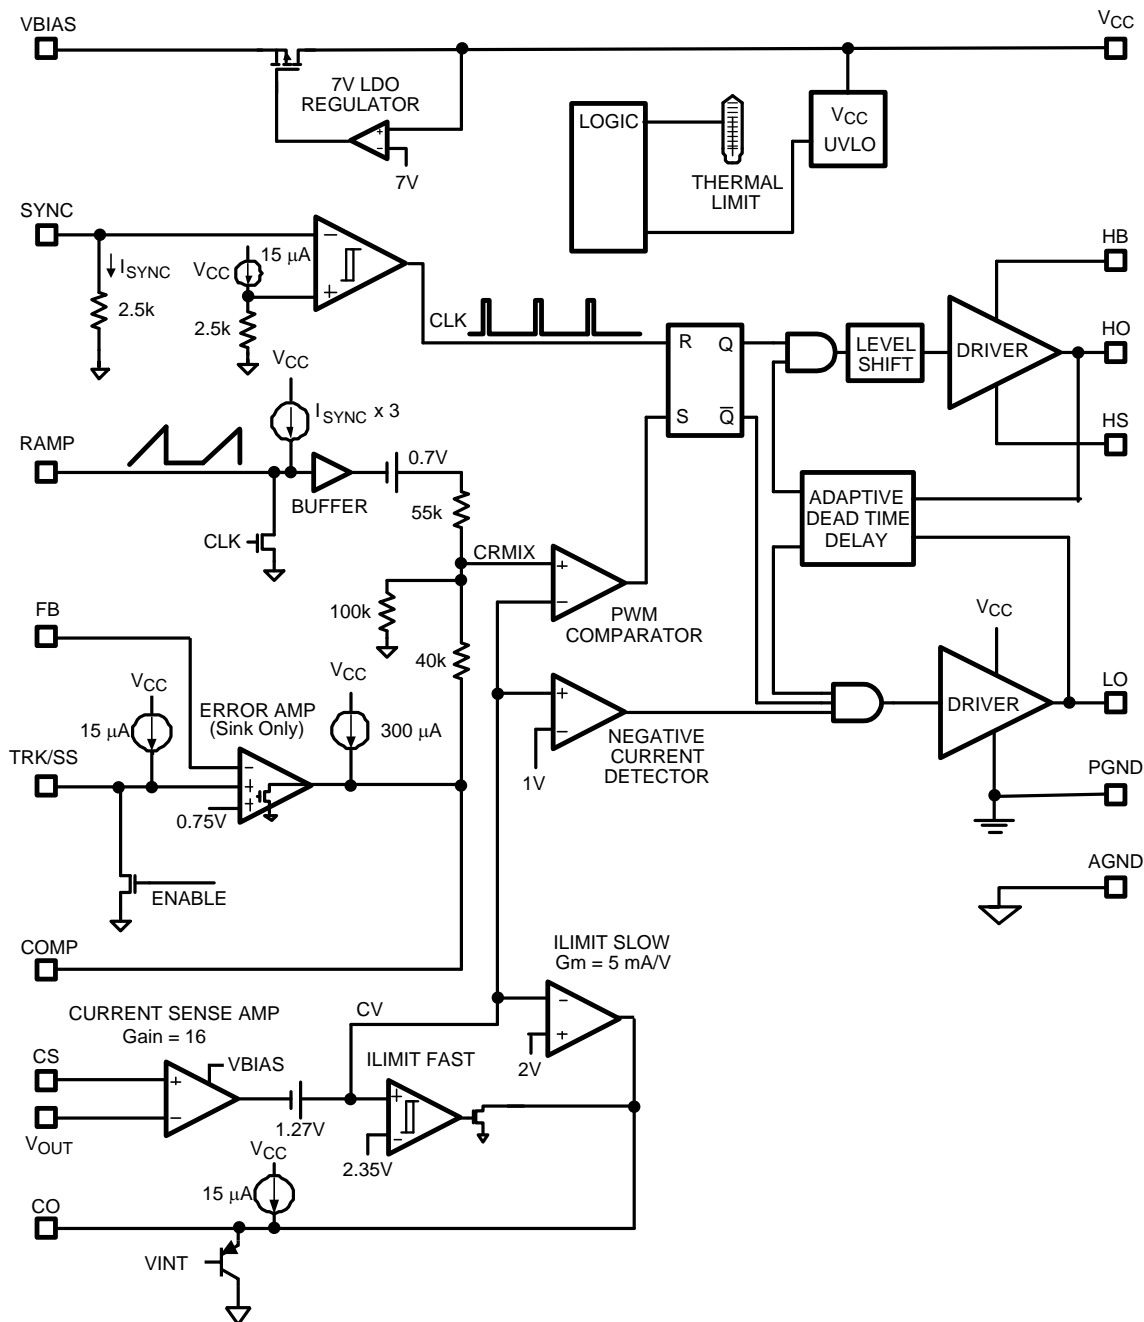 VBIAS
VCC
7V LDO
REGULATOR
+
-
7V
LOGIC
THERMAL
LIMIT
VCC
UVLO
SYNC
ISYNC
2.5k
VCC
15 μA
2.5k
−
+
CLK
R Q
S Q̅
LEVEL
SHIFT
DRIVER
HB
HO
HS
VCC
ISYNC x 3
RAMP
BUFFER
0.7V
55k
CLK
CRMIX
100k
40k
+
−
PWM
COMPARATOR
ADAPTIVE
DEAD TIME
DELAY
FB
VCC
15 μA
ERROR AMP
(Sink Only)
VCC
300 μA
TRK/SS
-
+
+
0.75V
+
−
1V
NEGATIVE
CURRENT
DETECTOR
VCC
DRIVER
LO
PGND
AGND
ENABLE
COMP
ILIMIT SLOW
Gm = 5 mA/V
−
+
2V
CURRENT SENSE AMP
Gain = 16
CV
CS
VBIAS
+
−
VOUT
1.27V
ILIMIT FAST
+
−
2.35V
VCC
15 μA
CO
VINT